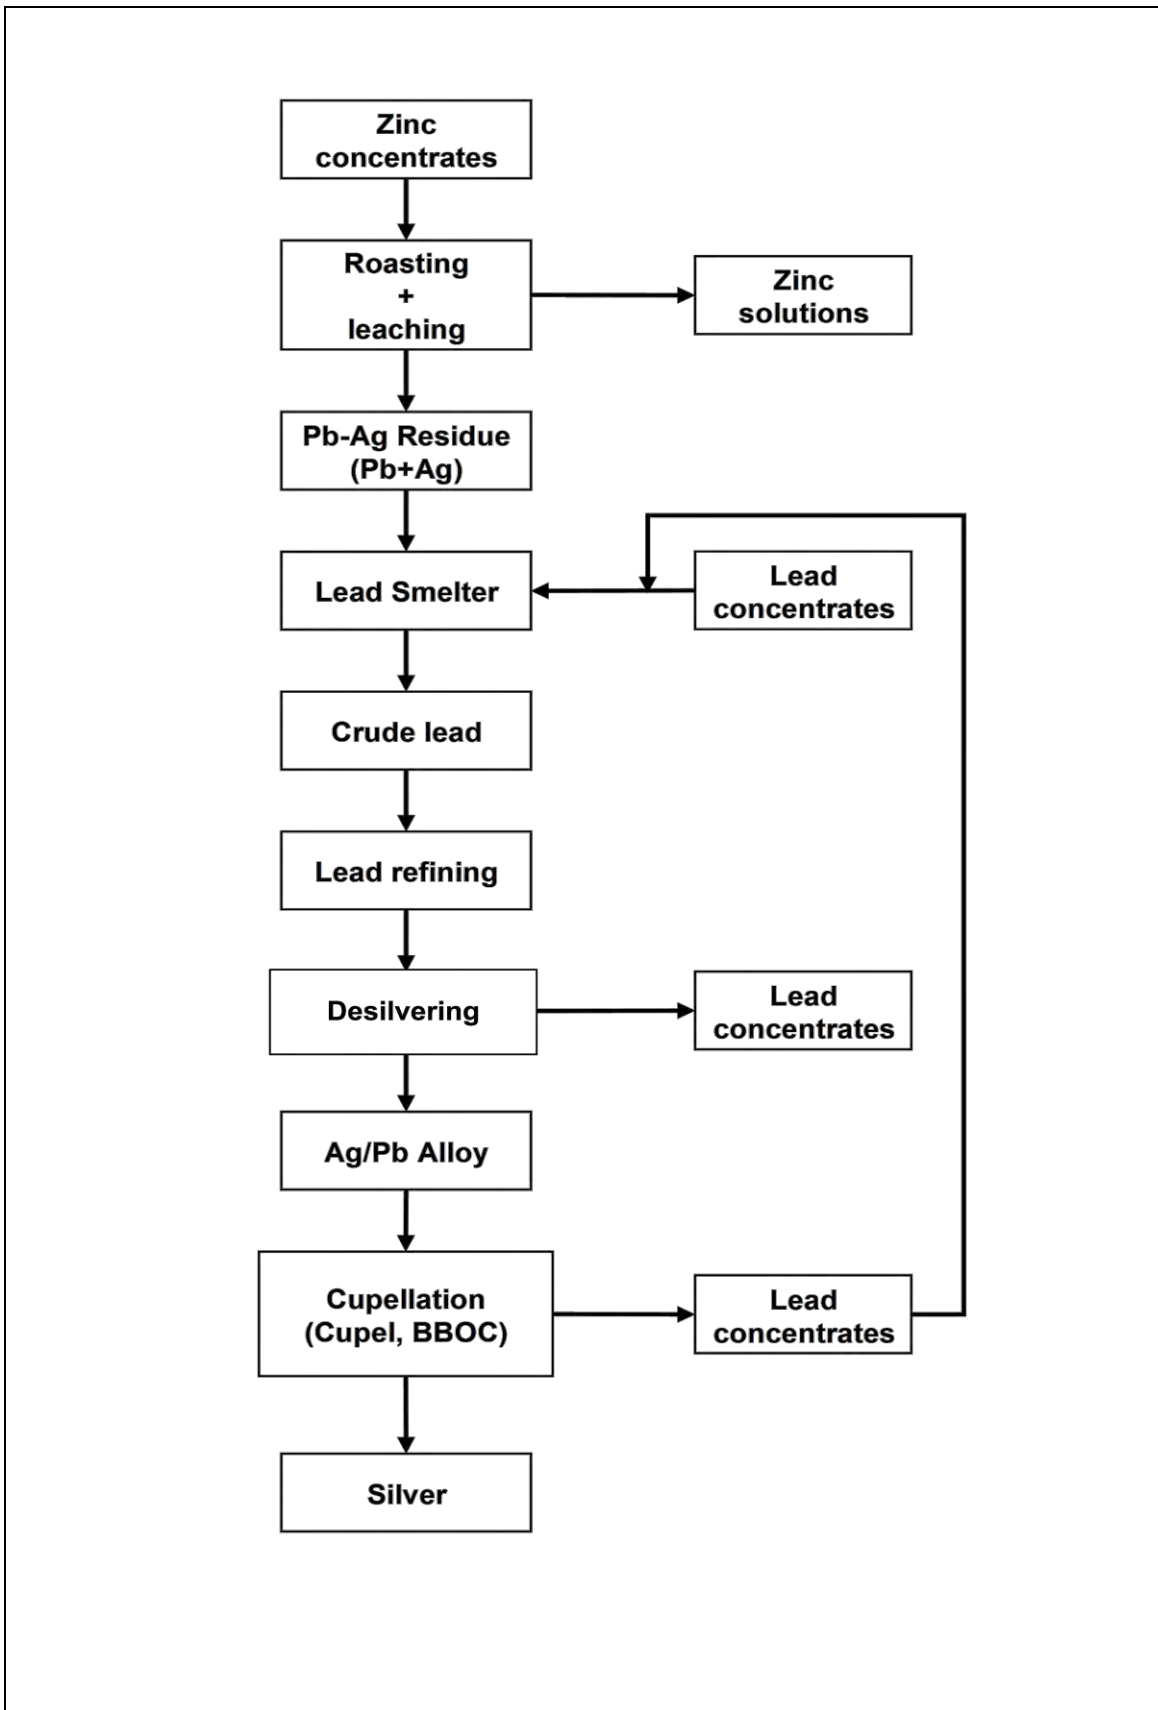 Zinc
concentrates
Roasting
+
leaching
Zinc
solutions
Pb-Ag Residue
(Pb+Ag)
Lead Smelter
Lead
concentrates
Crude lead
Lead refining
Desilvering
Lead
concentrates
Ag/Pb Alloy
Cupellation
(Cupel, BBOC)
Lead
concentrates
Silver